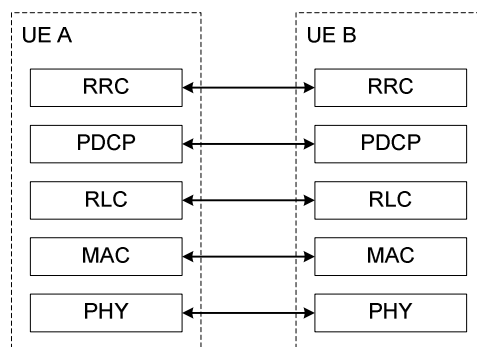 UE A UE B
RRC RRC
PDCP PDCP
RLC RLC
MAC MAC
PHY PHY